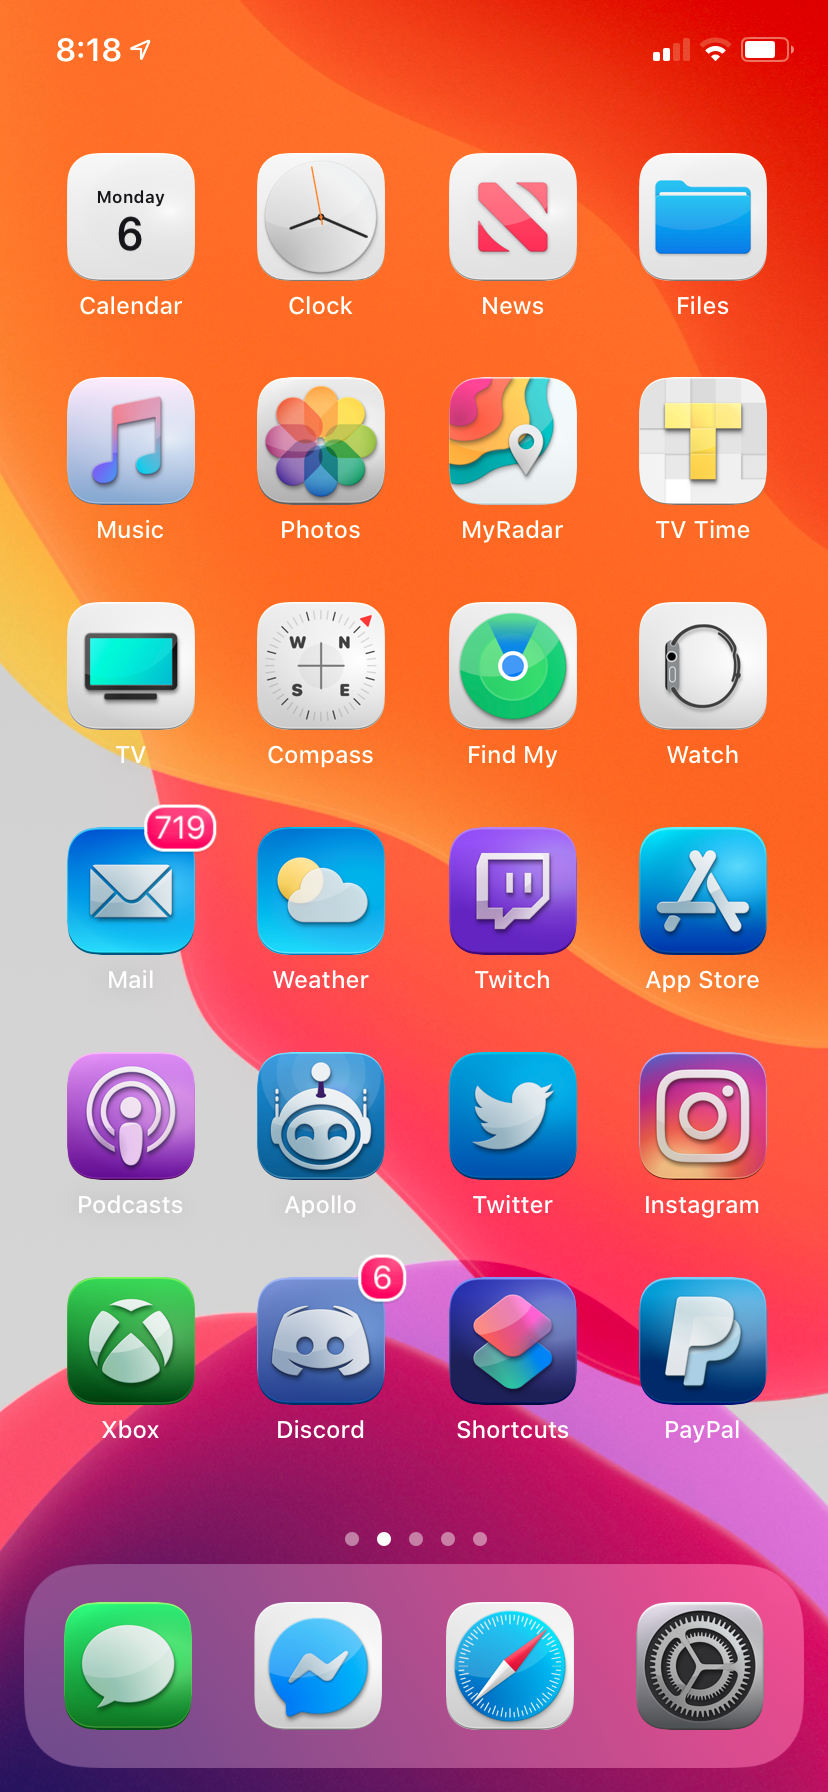 8:18
Monday
6
Calendar
Clock
News
Files
Music
Photos
MyRadar
TV Time
W N
S E
TV
Compass
Find My
Watch
719
Mail
Weather
Twitch
App Store
Podcasts
Apollo
Twitter
Instagram
6
Xbox
Discord
Shortcuts
PayPal